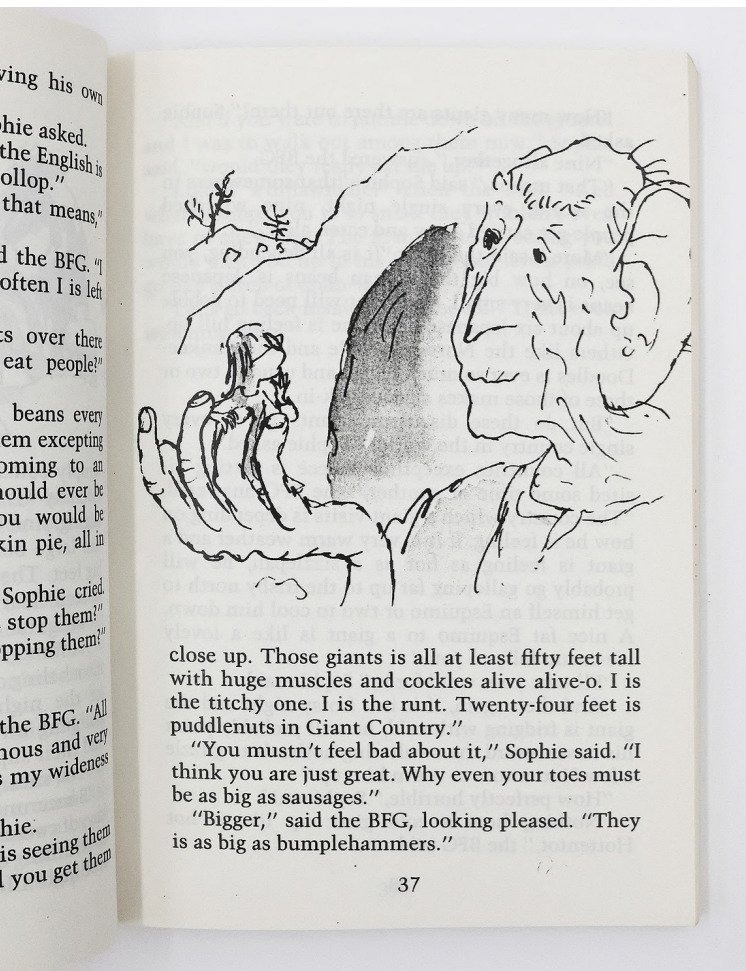 ving his own
hie asked.
the English is
ollop."
that means,"
d the BFG. "I
often I is left
ts over there
eat people?"
beans every
em excepting
oming to an
hould ever be
ou would be
kin pie, all in
Sophie cried.
stop them?"
pping them?"
the BFG. "All
nous and very
s my wideness
hie.
is seeing them
l you get them
close up. Those giants is all at least fifty feet tall
with huge muscles and cockles alive alive-o. I is
the titchy one. I is the runt. Twenty-four feet is
puddlenuts in Giant Country."
"You mustn't feel bad about it," Sophie said. "I
think you are just great. Why even your toes must
be as big as sausages."
"Bigger," said the BFG, looking pleased. "They
is as big as bumplehammers."
37